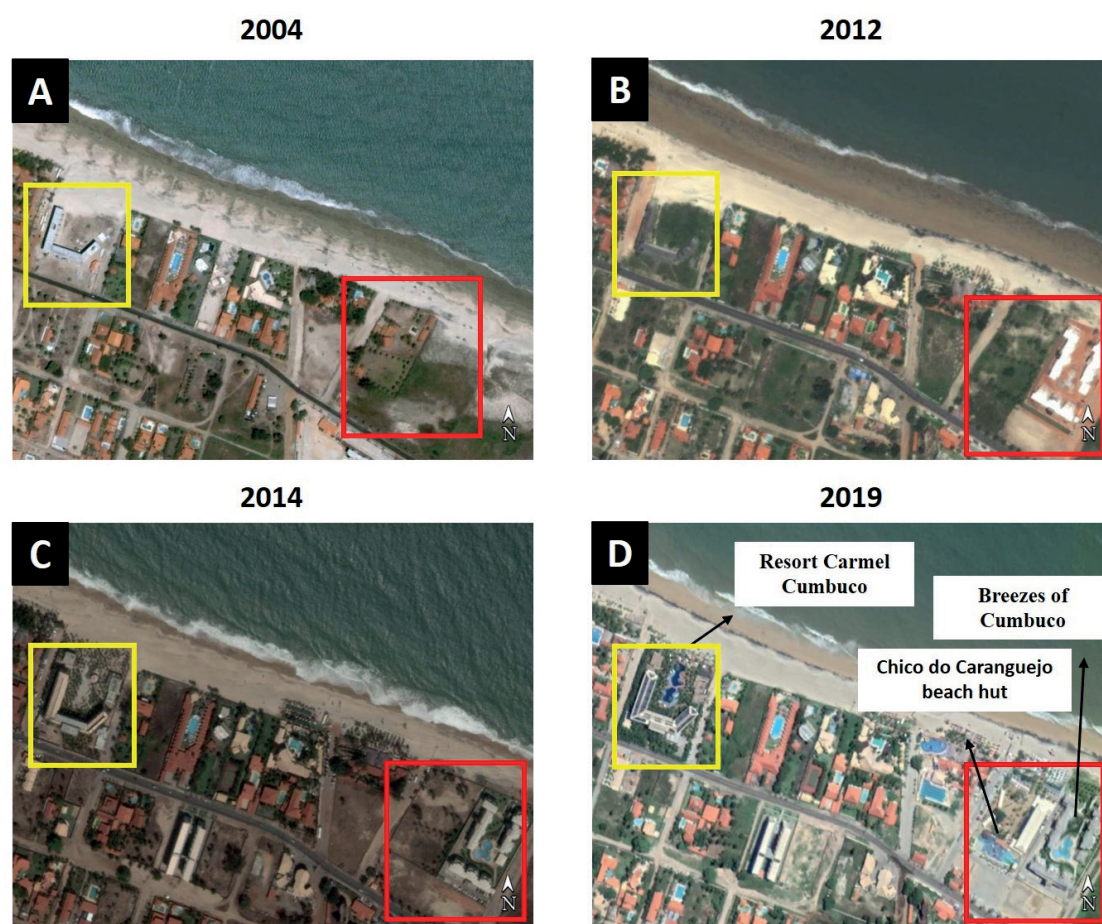 2004
2012
A
B
N
N
2014
2019
C
D
Resort Carmel
Cumbuco
Breezes of
Cumbuco
Chico do Caranguejo
beach hut
N
N